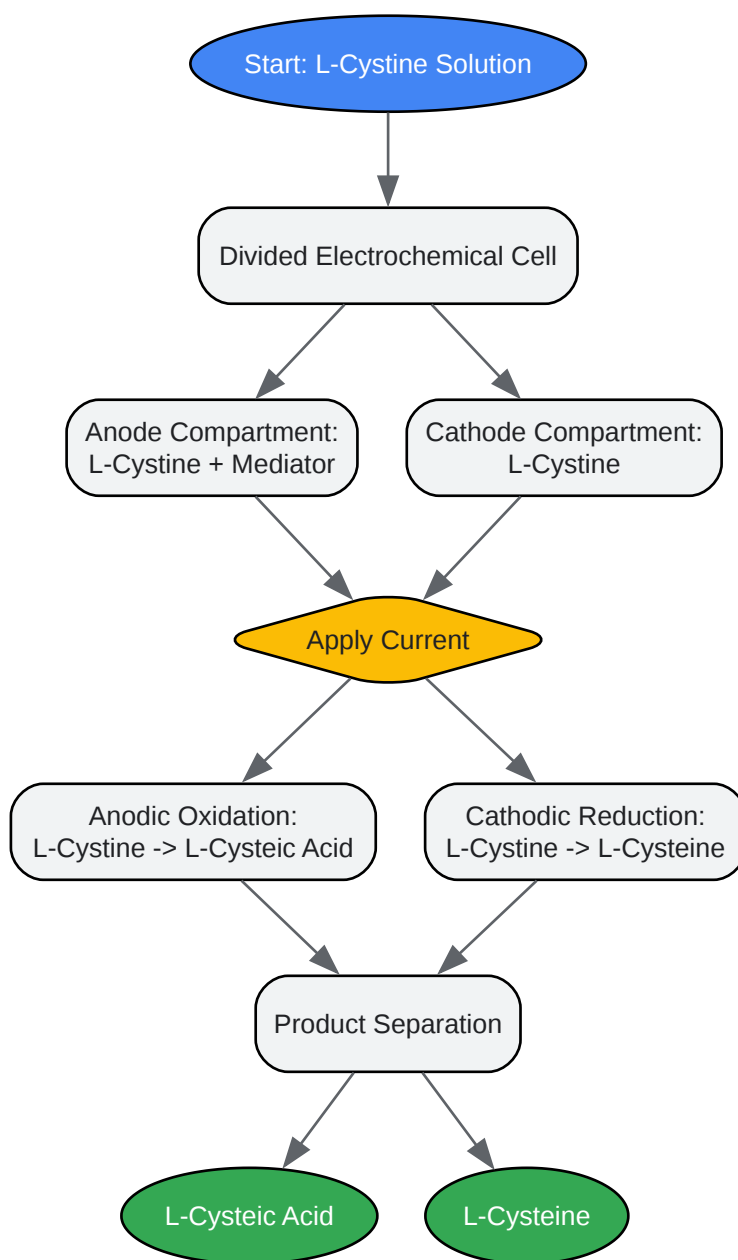 Start: L-Cystine Solution
Divided Electrochemical Cell
Anode Compartment:
L-Cystine + Mediator
Cathode Compartment:
L-Cystine
Apply Current
Anodic Oxidation:
L-Cystine -> L-Cysteic Acid
Cathodic Reduction:
L-Cystine -> L-Cysteine
Product Separation
L-Cysteic Acid
L-Cysteine